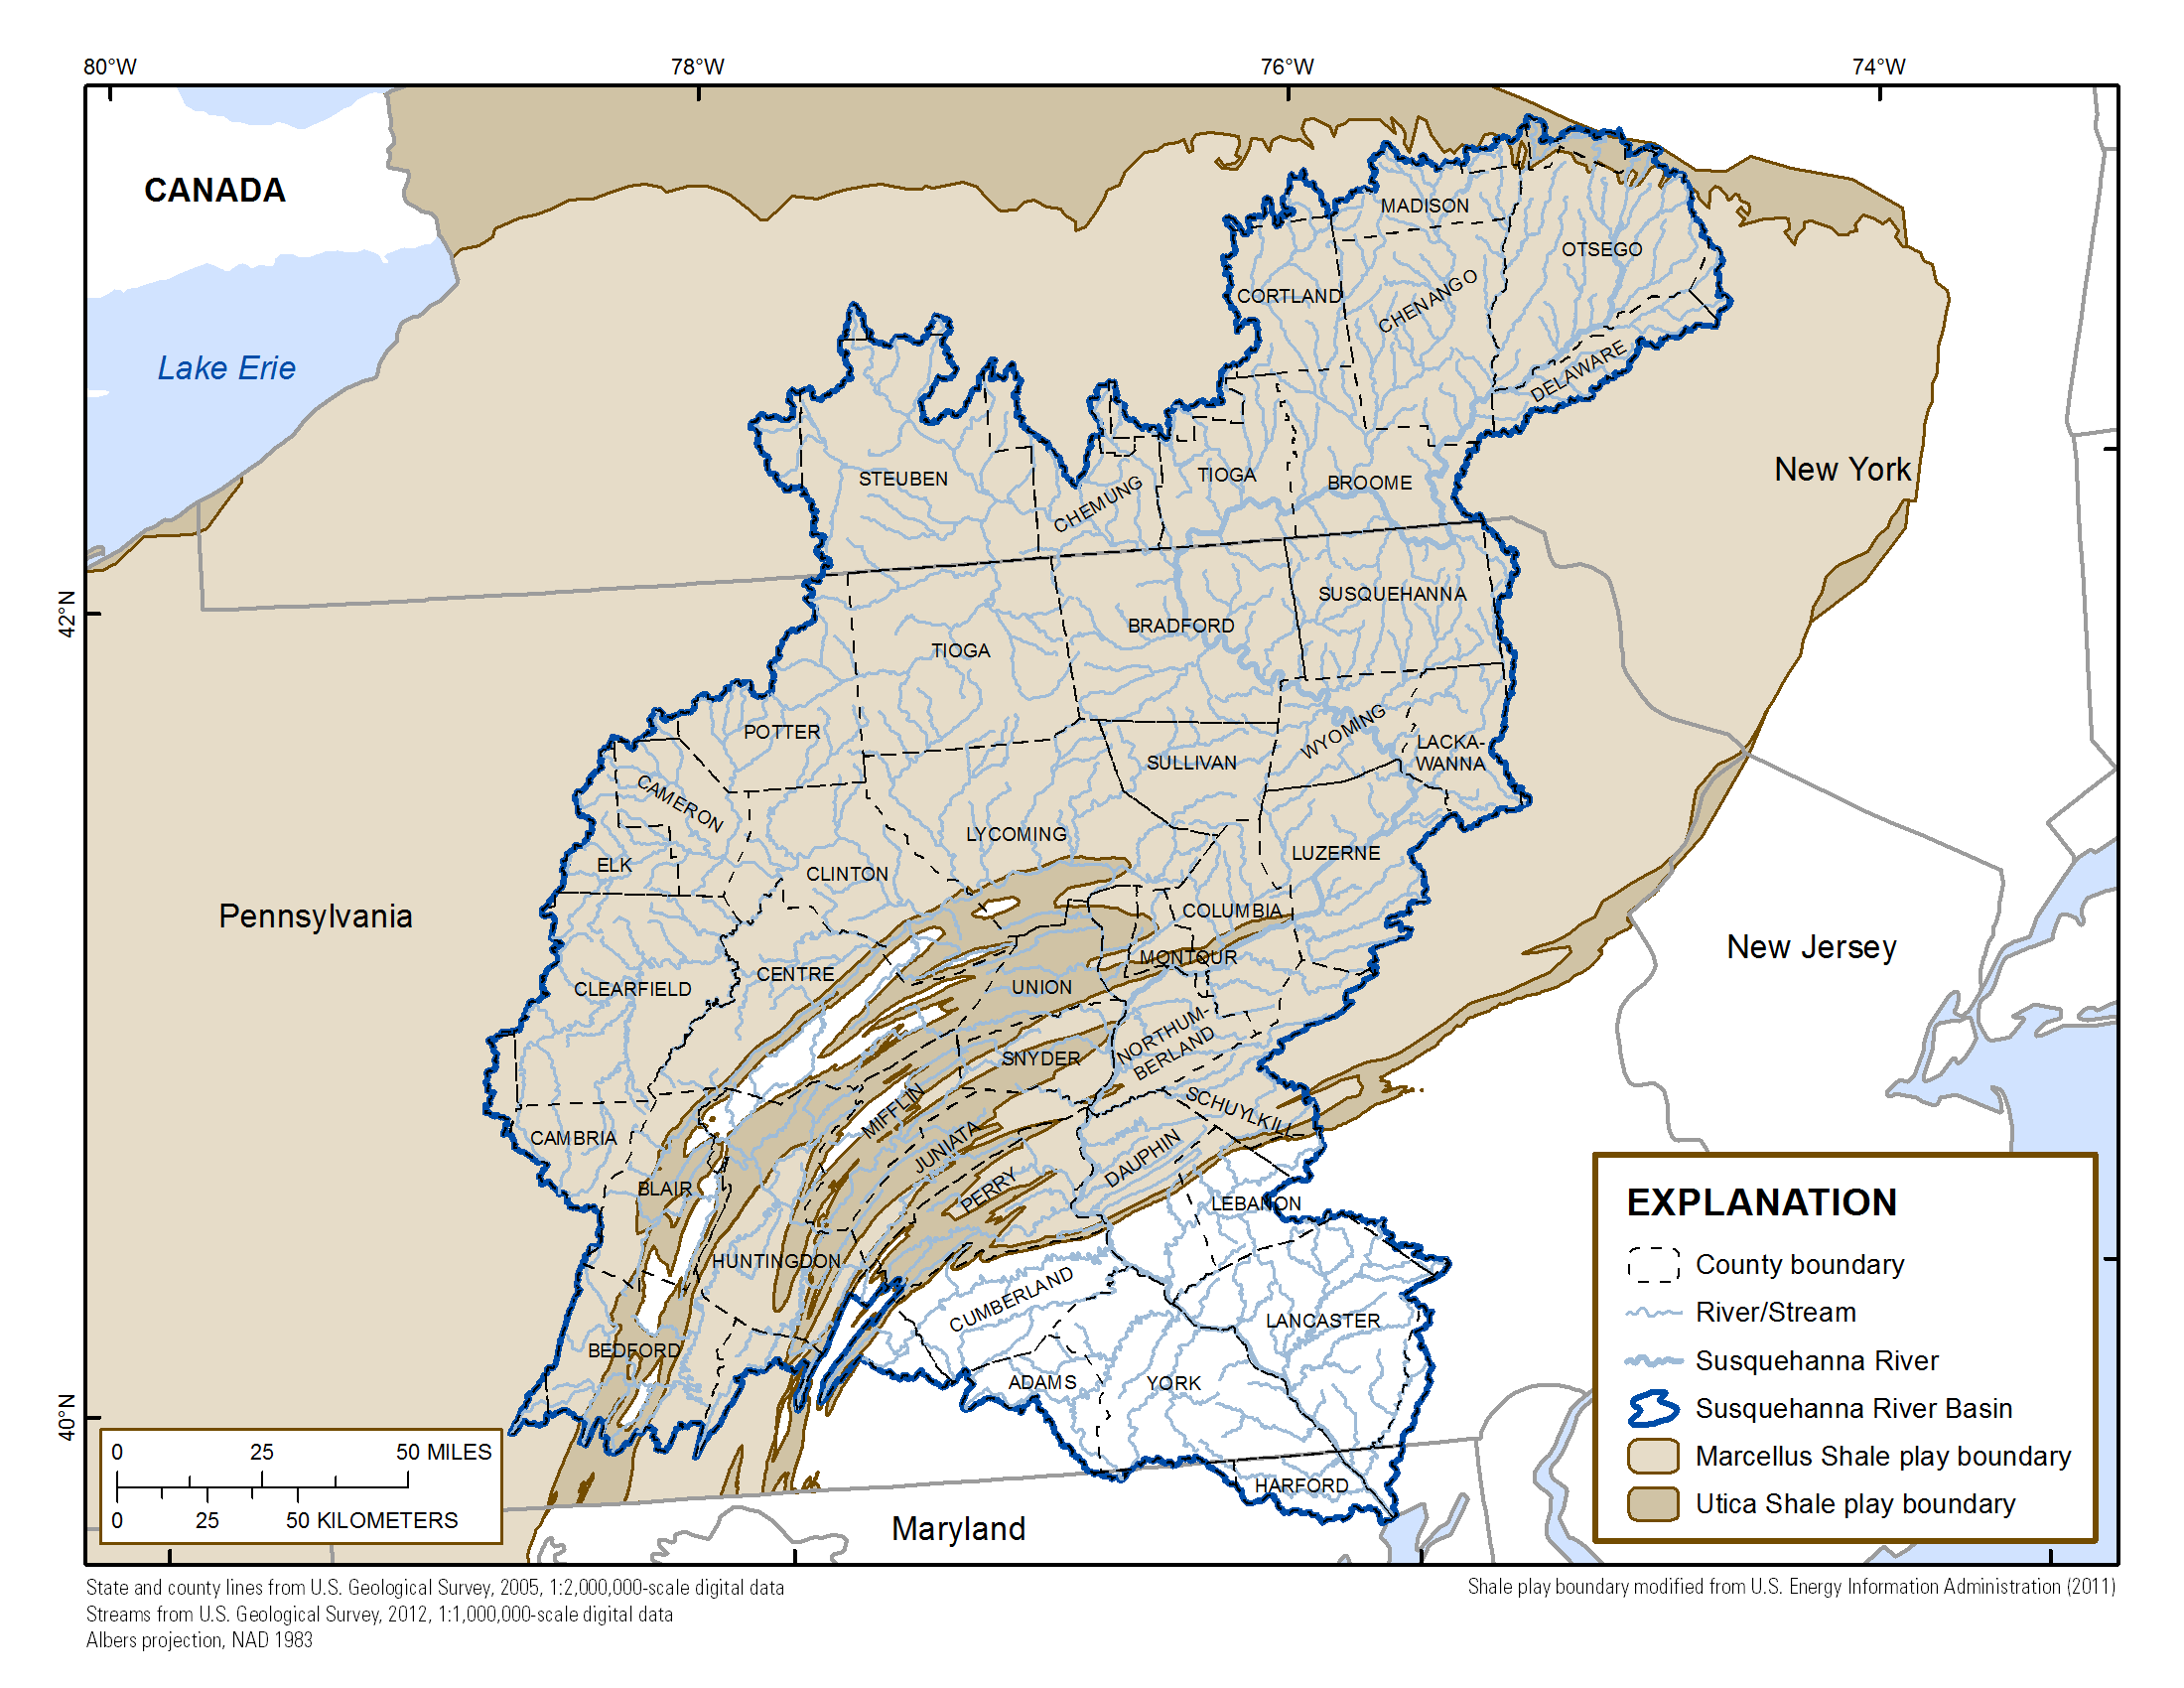 80°W
78°W
76°W
74°W
CANADA
MADISON
OTSEGO
CORTLAND
CHENANGO
Lake Erie
DELAWARE
New York
STEUBEN
TIOGA
BROOME
CHEMUNG
42°N
SUSQUEHANNA
BRADFORD
TIOGA
POTTER
WYOMING
LACKA-
WANNA
SULLIVAN
CAMERON
LYCOMING
LUZERNE
ELK
CLINTON
Pennsylvania
COLUMBIA
New Jersey
MONTOUR
CENTRE
CLEARFIELD
UNION
NORTHUM-
BERLAND
SNYDER
MIFFLIN
SCHUYLKILL
CAMBRIA
JUNIATA
DAUPHIN
BLAIR
PERRY
LEBANON
HUNTINGDON
CUMBERLAND
LANCASTER
BEDFORD
ADAMS
YORK
40°N
HARFORD
Maryland
EXPLANATION
County boundary
River/Stream
Susquehanna River
Susquehanna River Basin
Marcellus Shale play boundary
Utica Shale play boundary
0 25 50 MILES
0 25 50 KILOMETERS
State and county lines from U.S. Geological Survey, 2005, 1:2,000,000-scale digital data
Streams from U.S. Geological Survey, 2012, 1:1,000,000-scale digital data
Albers projection, NAD 1983
Shale play boundary modified from U.S. Energy Information Administration (2011)